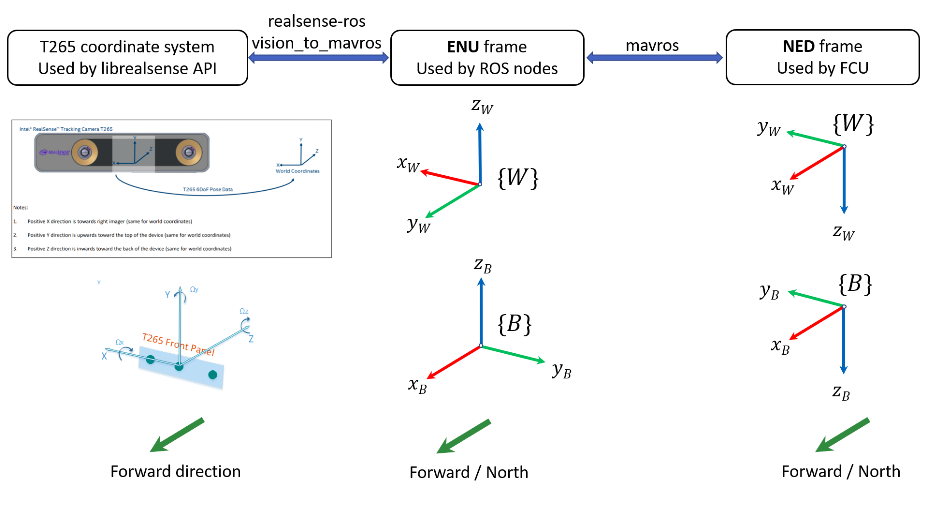 realsense-ros
vision_to_mavros
T265 coordinate system
Used by librealsense API
ENU frame
Used by ROS nodes
mavros
NED frame
Used by FCU
Intel® RealSense™ Tracking Camera T265
Y
X
Z
Y
X
Z
World Coordinates
T265 6DoF Pose Data
Notes:
1. Positive X direction is towards right imager (same for world coordinates)
2. Positive Y direction is upwards toward the top of the device (same for world coordinates)
3. Positive Z direction is inwards toward the back of the device (same for world coordinates)
z_W
x_W
{W}
y_W
y_W
{W}
x_W
z_W
Y
Y
Ωy
Ωz
Z
Ωx
X
T265 Front Panel
z_B
{B}
x_B
y_B
y_B
{B}
x_B
z_B
Forward direction
Forward / North
Forward / North